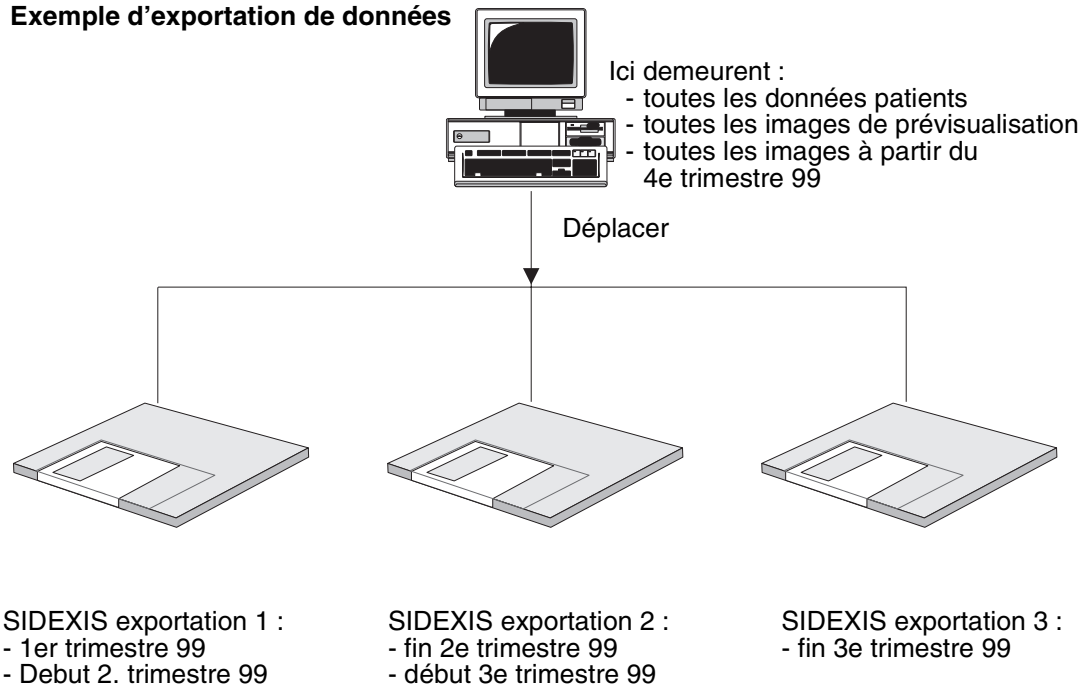 Exemple d’exportation de données
Ici demeurent :
- toutes les données patients
- toutes les images de prévisualisation
- toutes les images à partir du
4e trimestre 99
Déplacer
SIDEXIS exportation 1 :
- 1er trimestre 99
- Debut 2. trimestre 99
SIDEXIS exportation 2 :
- fin 2e trimestre 99
- début 3e trimestre 99
SIDEXIS exportation 3 :
- fin 3e trimestre 99